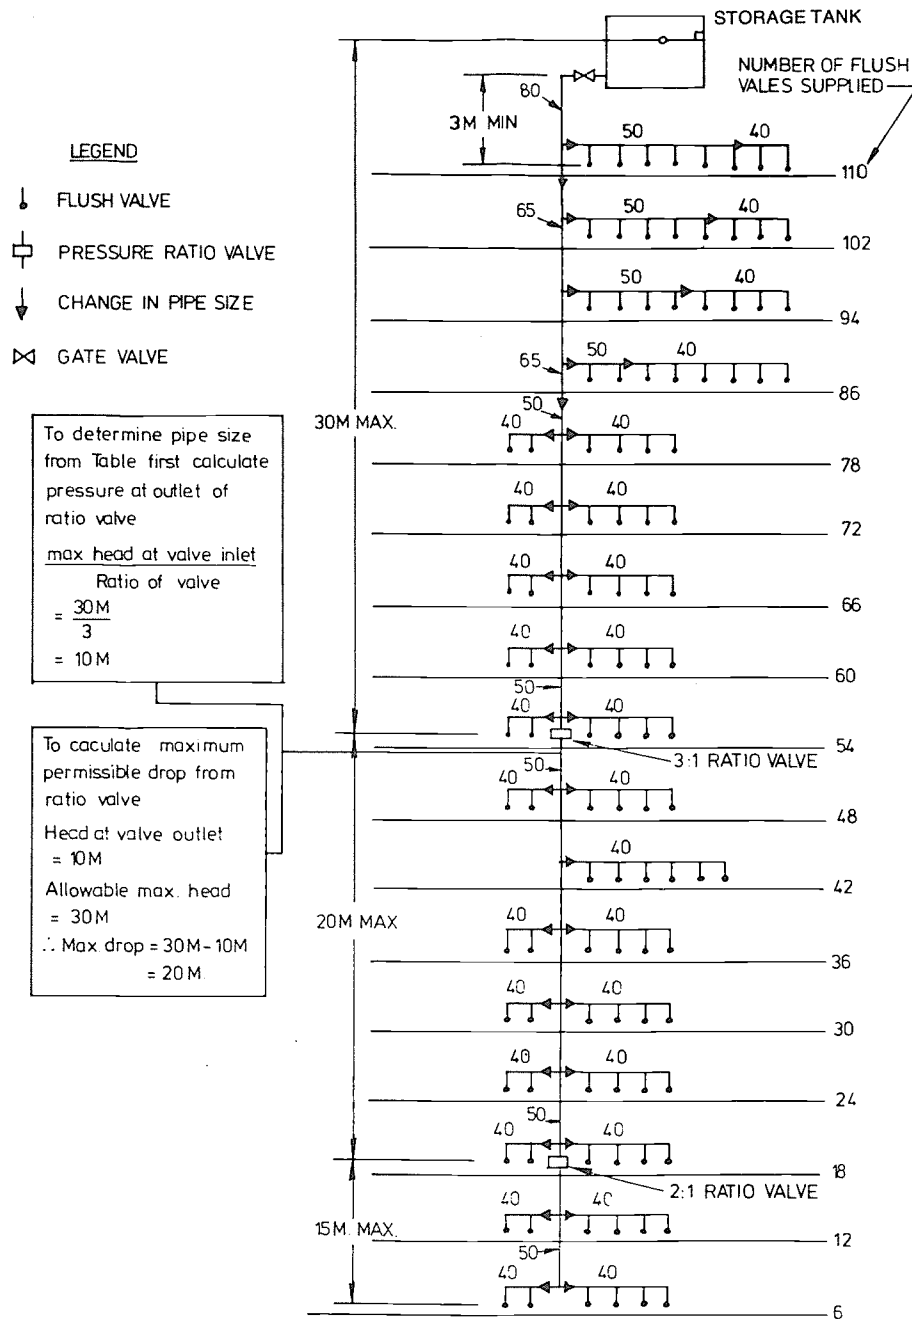 STORAGE TANK
NUMBER OF FLUSH
VALES SUPPLIED
80
3M MIN
50 40
110
LEGEND
FLUSH VALVE
PRESSURE RATIO VALVE
CHANGE IN PIPE SIZE
GATE VALVE
65
50 40
102
50 40
94
65
50 40
86
30M MAX.
50
40 40
78
40 40
72
40 40
66
40 40
60
50
40 40
54
3:1 RATIO VALVE
To determine pipe size
from Table first calculate
pressure at outlet of
ratio valve
max head at valve inlet
Ratio of valve
= 30M
3
= 10M
To caculate maximum
permissible drop from
ratio valve
Head at valve outlet
= 10M
Allowable max. head
= 30M
∴ Max drop = 30M-10M
= 20M.
50
40 40
48
40
42
20M MAX
40 40
36
40 40
30
40 40
24
50
40 40
18
2:1 RATIO VALVE
15M. MAX.
40 40
12
50
40 40
6